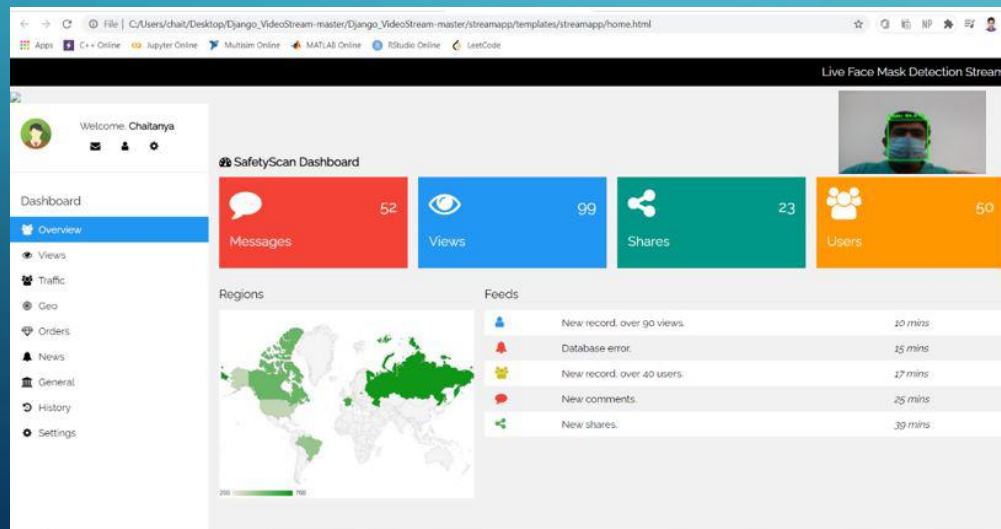 File | C:/Users/chait/Desktop/Django_VideoStream-master/Django_VideoStream-master/streamapp/templates/streamapp/home.html
NP
Apps C++ Online Jupyter Online Multisim Online MATLAB Online RStudio Online LeetCode
Live Face Mask Detection Stream
Welcome, Chaitanya
SafetyScan Dashboard
52 99 23 50
Messages Views Shares Users
Dashboard
Overview
Views
Traffic
Geo
Orders
News
General
History
Settings
Regions
200 700
Feeds
New record, over 90 views. 10 mins
Database error. 15 mins
New record, over 40 users. 17 mins
New comments. 25 mins
New shares. 39 mins